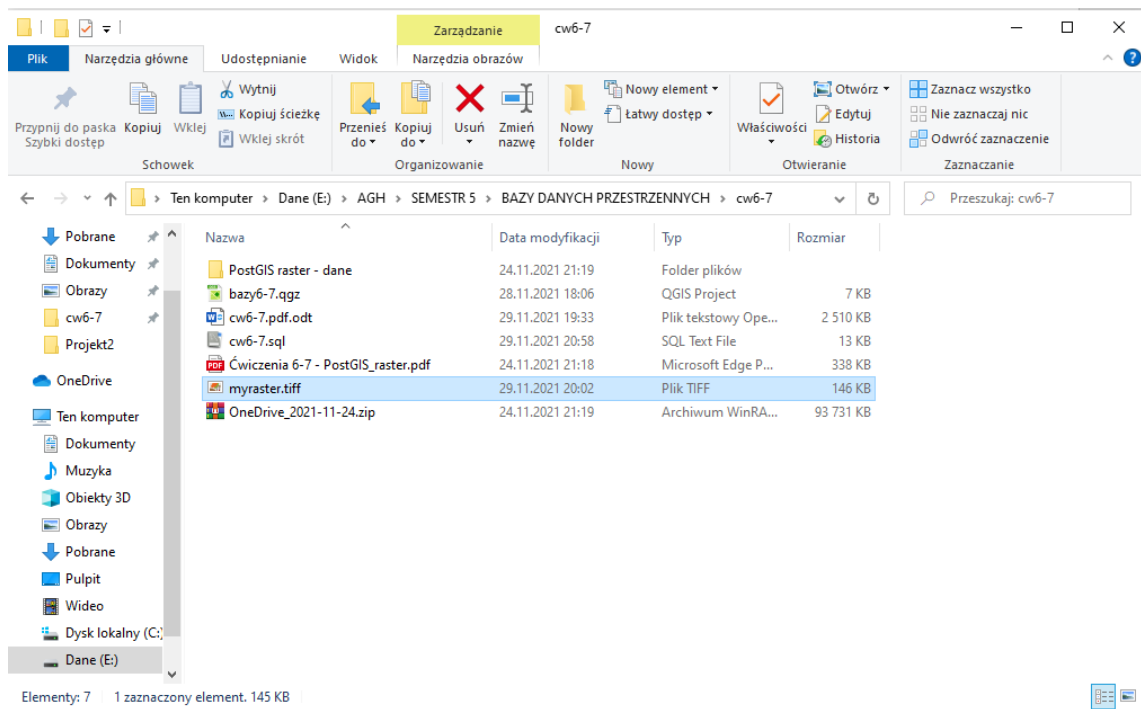 Zarządzanie
cw6-7
Plik
Narzędzia główne
Udostępnianie
Widok
Narzędzia obrazów
Przypnij do paska
Szybki dostęp
Kopiuj
Wklej
Wytnij
Kopiuj ścieżkę
Wklej skrót
Schowek
Przenieś
do
Kopiuj
do
Usuń
Zmień
nazwę
Organizowanie
Nowy
folder
Nowy element
Łatwy dostęp
Nowy
Właściwości
Otwórz
Edytuj
Historia
Otwieranie
Zaznacz wszystko
Nie zaznaczaj nic
Odwróć zaznaczenie
Zaznaczanie
Ten komputer > Dane (E:) > AGH > SEMESTR 5 > BAZY DANYCH PRZESTRZENNYCH > cw6-7
Przeszukaj: cw6-7
Pobrane
Dokumenty
Obrazy
cw6-7
Projekt2
OneDrive
Ten komputer
Dokumenty
Muzyka
Obiekty 3D
Obrazy
Pobrane
Pulpit
Wideo
Dysk lokalny (C:)
Dane (E:)
Nazwa Data modyfikacji Typ Rozmiar
PostGIS raster - dane 24.11.2021 21:19 Folder plików
bazy6-7.qgz 28.11.2021 18:06 QGIS Project 7 KB
cw6-7.pdf.odt 29.11.2021 19:33 Plik tekstowy Ope... 2 510 KB
cw6-7.sql 29.11.2021 20:58 SQL Text File 13 KB
PDF Ćwiczenia 6-7 - PostGIS_raster.pdf 24.11.2021 21:18 Microsoft Edge P... 338 KB
myraster.tiff 29.11.2021 20:02 Plik TIFF 146 KB
OneDrive_2021-11-24.zip 24.11.2021 21:19 Archiwum WinRA... 93 731 KB
Elementy: 7 1 zaznaczony element. 145 KB